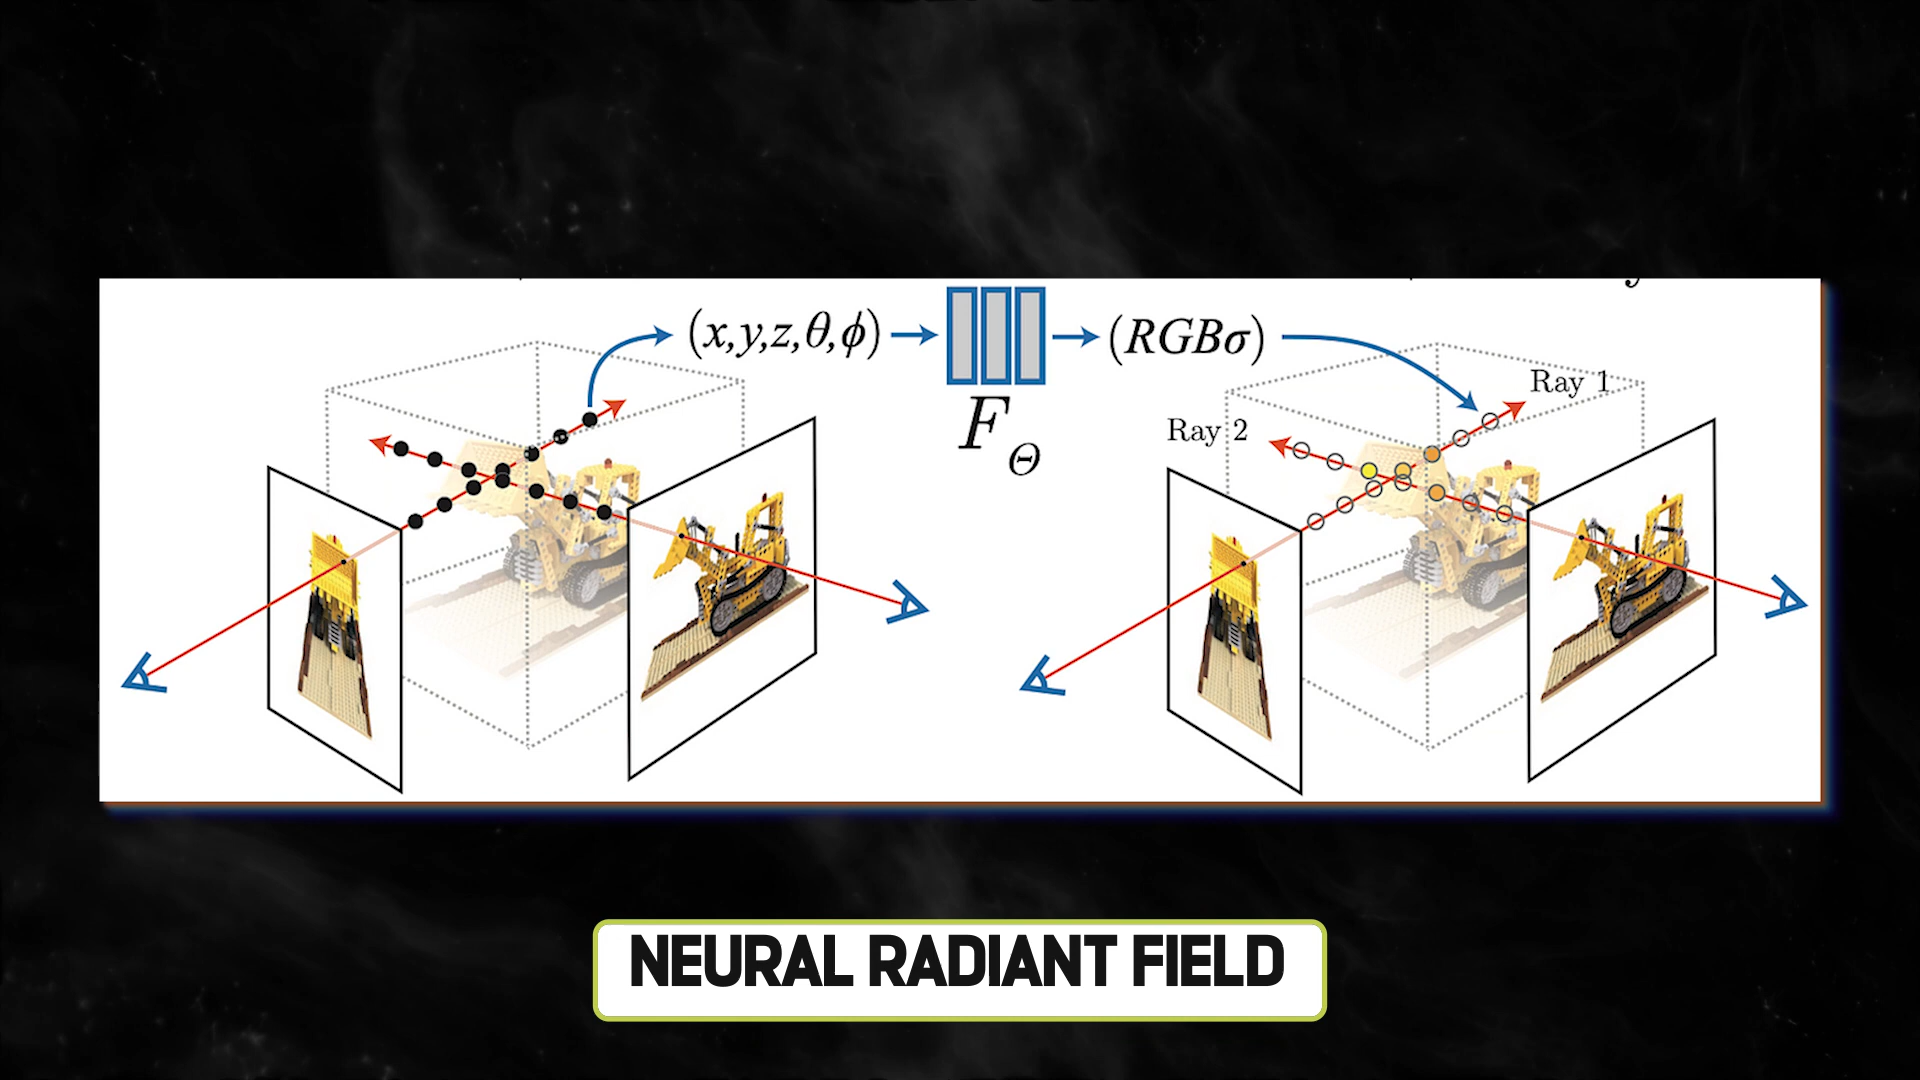 (x,y,z,θ,ϕ)
F
Θ
(RGBσ)
Ray 1
Ray 2
NEURAL RADIANT FIELD